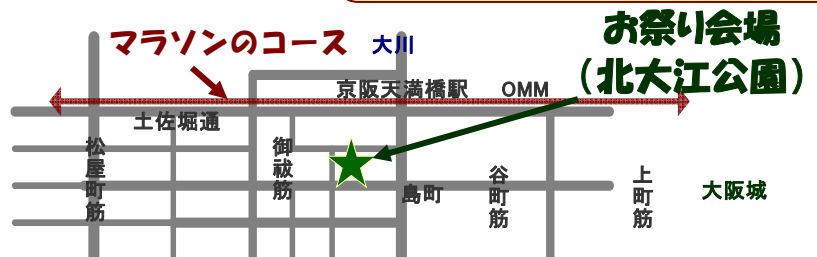 お祭り会場
(北大江公園)
マラソンのコース
大川
京阪天満橋駅
OMM
土佐堀通
松屋町筋
御祓筋
島町
谷町筋
上町筋
大阪城